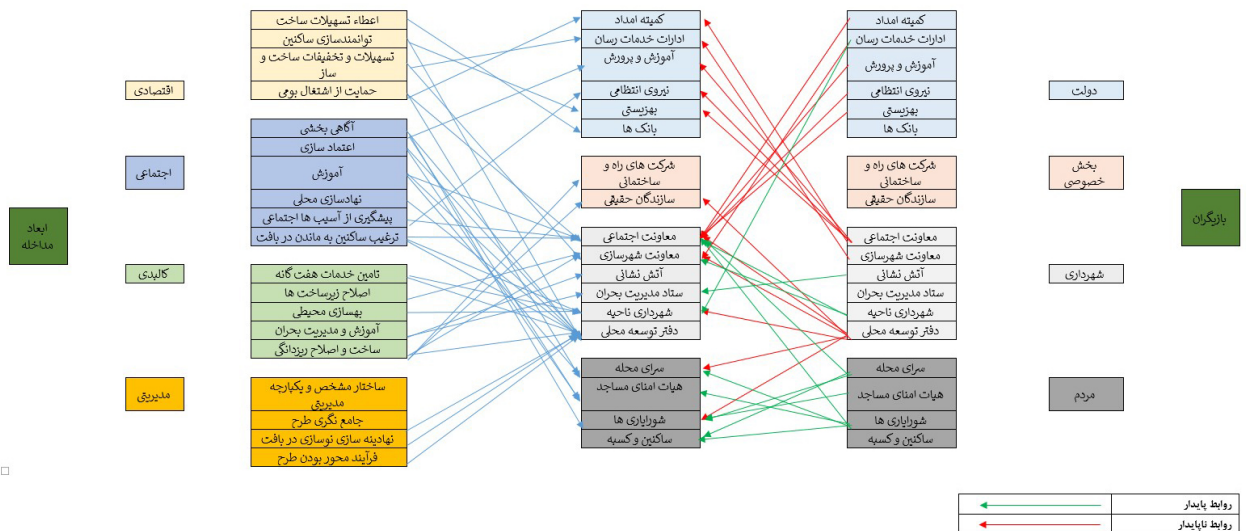 بازیگران
دولت
بخش
خصوصی
شهرداری
مردم
کمیته امداد
ادارات خدمات رسان
آموزش و پرورش
نیروی انتظامی
بهزیستی
بانک ها
شرکت های راه و
ساختمانی
سازندگان حقیقی
معاونت اجتماعی
معاونت شهرسازی
آتش نشانی
ستاد مدیریت بحران
شهرداری ناحیه
دفتر توسعه محلی
سرای محله
هیات امنای مساجد
شورایاری ها
ساکنین و کسبه
کمیته امداد
ادارات خدمات رسان
آموزش و پرورش
نیروی انتظامی
بهزیستی
بانک ها
شرکت های راه و
ساختمانی
سازندگان حقیقی
معاونت اجتماعی
معاونت شهرسازی
آتش نشانی
ستاد مدیریت بحران
شهرداری ناحیه
دفتر توسعه محلی
سرای محله
هیات امنای مساجد
شورایاری ها
ساکنین و کسبه
اعطاء تسهیلات ساخت
توانمندسازی ساکنین
تسهیلات و تخفیفات ساخت و
ساز
حمایت از اشتغال بومی
آگاهی بخشی
اعتماد سازی
آموزش
نهادسازی محلی
پیشگیری از آسیب ها اجتماعی
ترغیب ساکنین به ماندن در بافت
تامین خدمات هفت گانه
اصلاح زیرساخت ها
بهسازی محیطی
آموزش و مدیریت بحران
ساخت و اصلاح ریزدانگی
ساختار مشخص و یکپارچه
مدیریتی
جامع نگری طرح
نهادینه سازی نوسازی در بافت
فرآیند محور بودن طرح
اقتصادی
اجتماعی
کالبدی
مدیریتی
ابعاد
مداخله
روابط پایدار
روابط ناپایدار